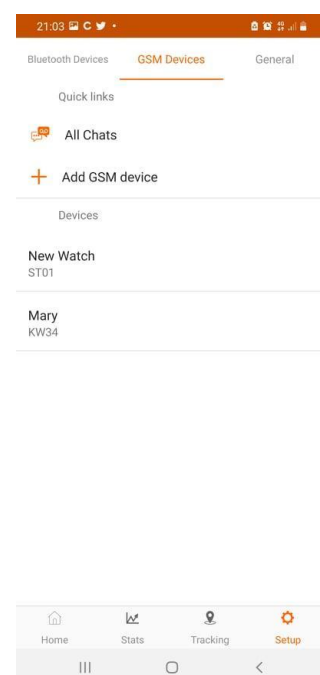 21:03
Bluetooth Devices GSM Devices General
Quick links
All Chats
Add GSM device
Devices
New Watch
ST01
Mary
KW34
Home Stats Tracking Setup